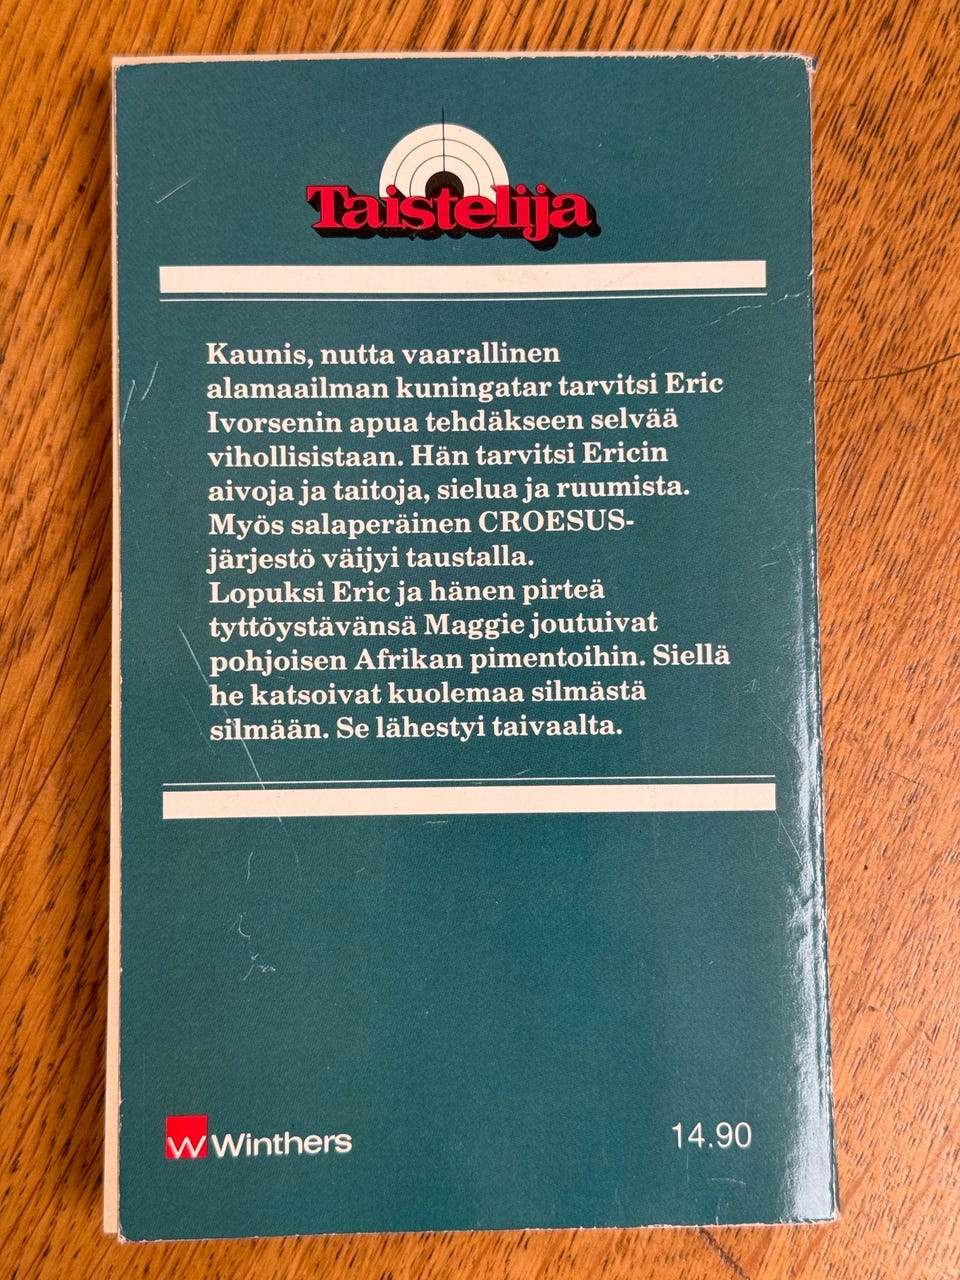 Taistelija
Kaunis, nutta vaarallinen
alamaailman kuningatar tarvitsi Eric
Ivorsenin apua tehdäkseen selvää
vihollisistaan. Hän tarvitsi Ericin
aivoja ja taitoja, sielua ja ruumista.
Myös salaperäinen CROESUS-
järjestö väijyi taustalla.
Lopuksi Eric ja hänen pirteä
tyttöystävänsä Maggie joutuivat
pohjoisen Afrikan pimentoihin. Siellä
he katsoivat kuolemaa silmästä
silmään. Se lähestyi taivaalta.
W Winthers
14.90